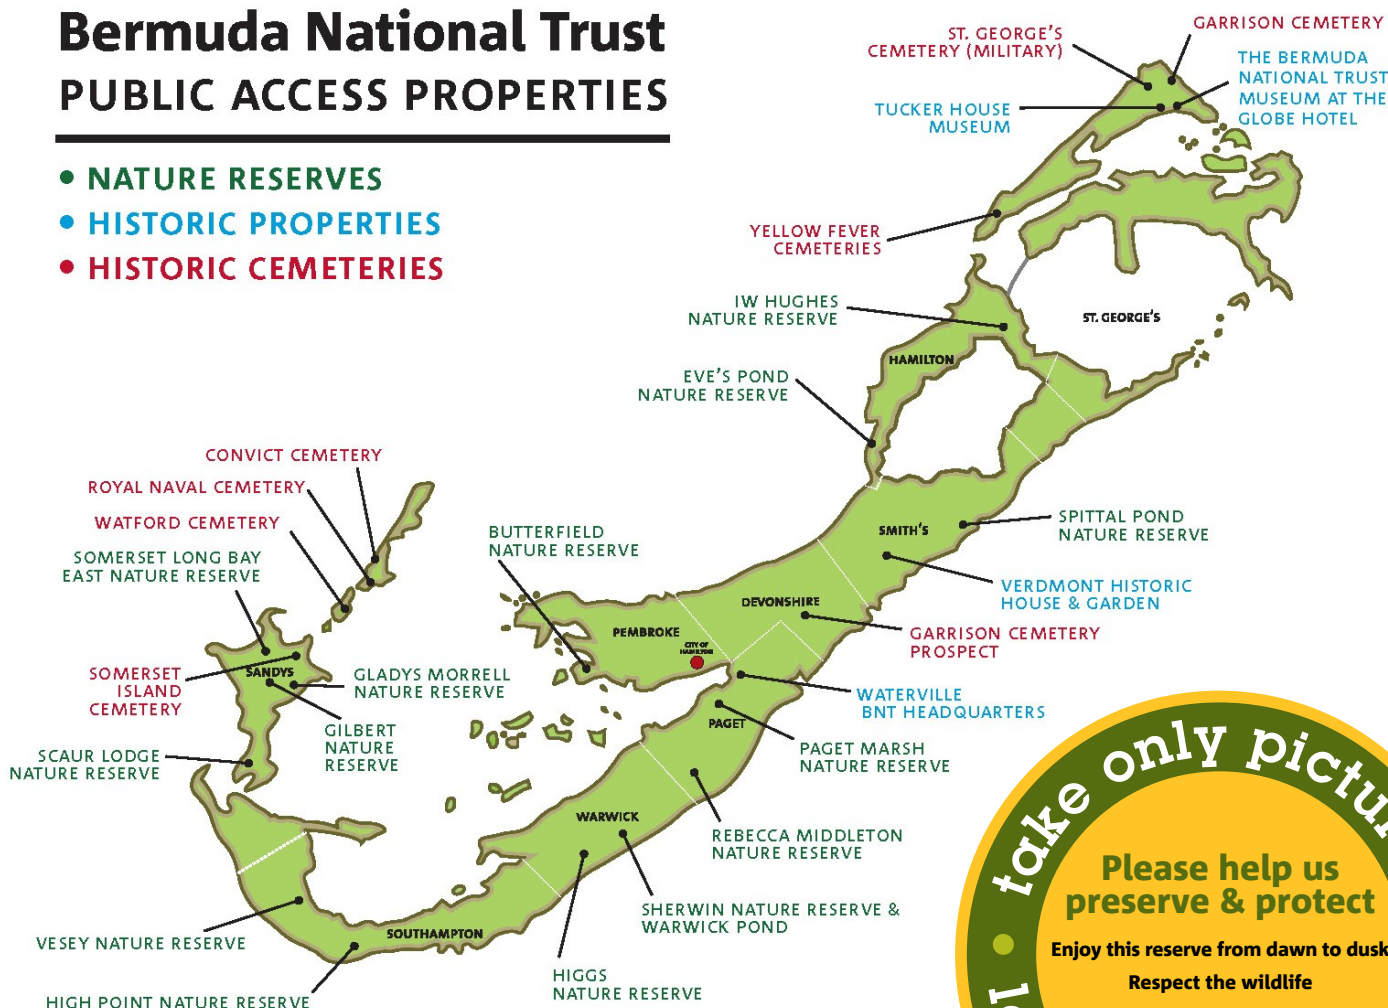 Bermuda National Trust
PUBLIC ACCESS PROPERTIES
• NATURE RESERVES
• HISTORIC PROPERTIES
• HISTORIC CEMETERIES
ST. GEORGE'S
CEMETERY (MILITARY)
GARRISON CEMETERY
THE BERMUDA
NATIONAL TRUST
MUSEUM AT THE
GLOBE HOTEL
TUCKER HOUSE
MUSEUM
YELLOW FEVER
CEMETERIES
IW HUGHES
NATURE RESERVE
ST. GEORGE'S
HAMILTON
EVE'S POND
NATURE RESERVE
CONVICT CEMETERY
ROYAL NAVAL CEMETERY
WATFORD CEMETERY
SOMERSET LONG BAY
EAST NATURE RESERVE
BUTTERFIELD
NATURE RESERVE
SMITH'S
SPITTAL POND
NATURE RESERVE
VERDMONT HISTORIC
HOUSE & GARDEN
DEVONSHIRE
GARRISON CEMETERY
PROSPECT
PEMBROKE
CITY OF
HAMILTON
SOMERSET
ISLAND
CEMETERY
SANDYS
GLADYS MORRELL
NATURE RESERVE
GILBERT
NATURE
RESERVE
WATERVILLE
BNT HEADQUARTERS
PAGET
PAGET MARSH
NATURE RESERVE
SCAUR LODGE
NATURE RESERVE
WARWICK
REBECCA MIDDLETON
NATURE RESERVE
SHERWIN NATURE RESERVE &
WARWICK POND
VESEY NATURE RESERVE
SOUTHAMPTON
HIGGS
NATURE RESERVE
HIGH POINT NATURE RESERVE
take only pictur
Please help us
preserve & protect
Enjoy this reserve from dawn to dusk
Respect the wildlife